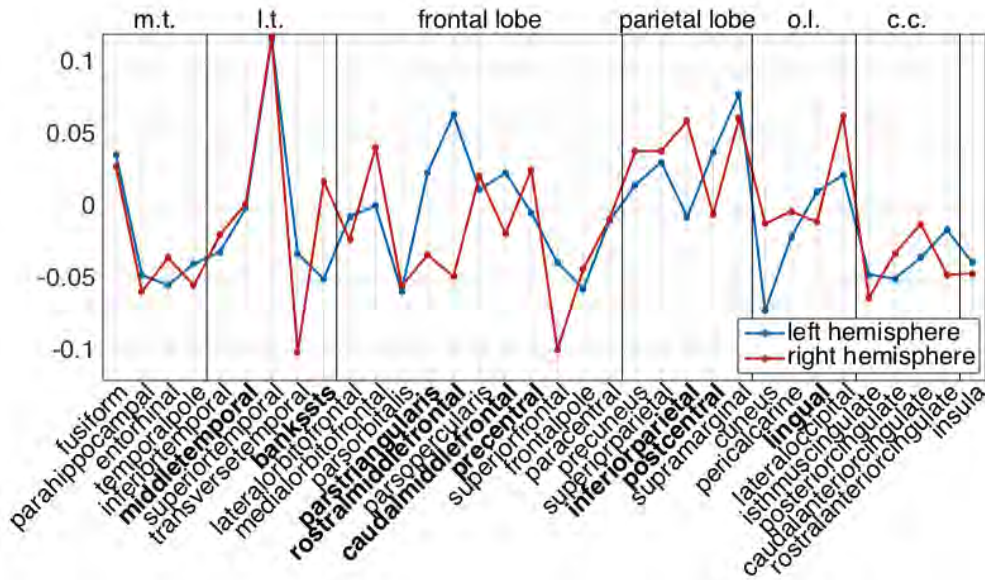 m.t. l.t. frontal lobe parietal lobe o.l. c.c.
0.1
0.05
0
-0.05
-0.1
left hemisphere
right hemisphere
fusiform
parahippocampal
entorhinal
temporalpole
inferiortemporal
middletemporal
superiortemporal
transversetemporal
bankssts
lateralorbitofrontal
medialorbitofrontal
parsorbitalis
parstriangularis
rostralmiddlefrontal
parsopercularis
caudalmiddlefrontal
precentral
superiorfrontal
frontalpole
paracentral
precuneus
superiorparietal
inferiorparietal
postcentral
supramarginal
cuneus
pericalcarine
lingual
lateraloccipital
isthmuscingulate
posteriorcingulate
caudalanteriorcingulate
rostralanteriorcingulate
insula